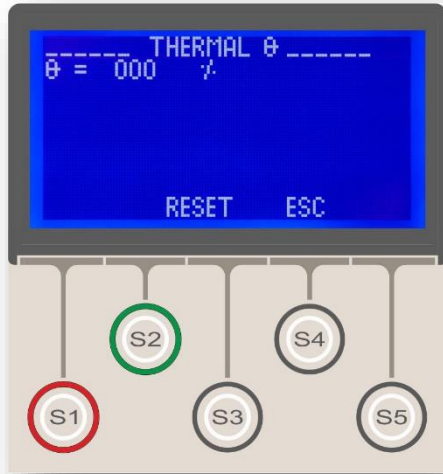 ______ THERMAL θ ______
θ = 000 %
RESET ESC
S2 S4
S1 S3 S5